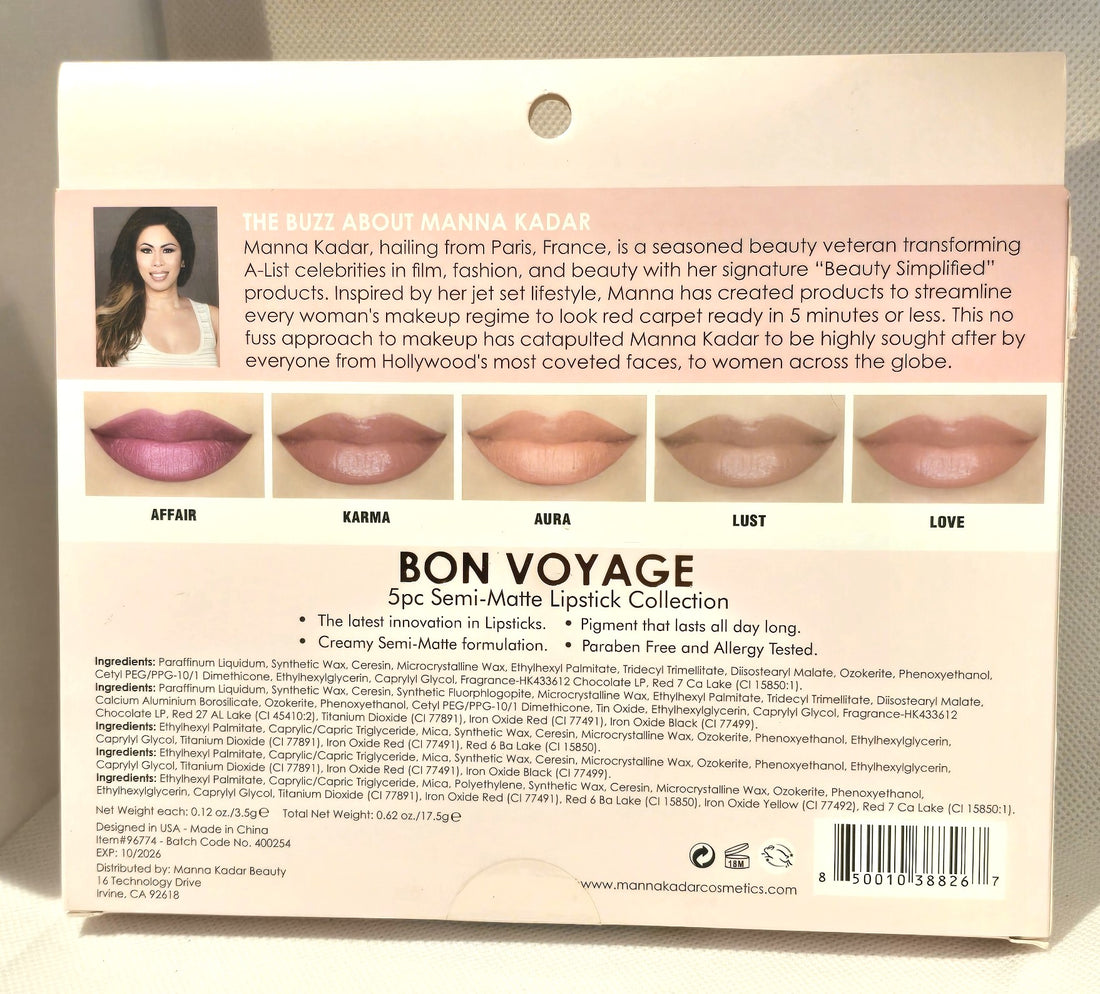 THE BUZZ ABOUT MANNA KADAR
Manna Kadar, hailing from Paris, France, is a seasoned beauty veteran transforming
A-List celebrities in film, fashion, and beauty with her signature “Beauty Simplified”
products. Inspired by her jet set lifestyle, Manna has created products to streamline
every woman's makeup regime to look red carpet ready in 5 minutes or less. This no
fuss approach to makeup has catapulted Manna Kadar to be highly sought after by
everyone from Hollywood's most coveted faces, to women across the globe.
AFFAIR KARMA AURA LUST LOVE
BON VOYAGE
5pc Semi-Matte Lipstick Collection
• The latest innovation in Lipsticks. • Pigment that lasts all day long.
• Creamy Semi-Matte formulation. • Paraben Free and Allergy Tested.
Ingredients: Paraffinum Liquidum, Synthetic Wax, Ceresin, Microcrystalline Wax, Ethylhexyl Palmitate, Tridecyl Trimellitate, Diisostearyl Malate, Ozokerite, Phenoxyethanol,
Cetyl PEG/PPG-10/1 Dimethicone, Ethylhexylglycerin, Caprylyl Glycol, Fragrance-HK433612 Chocolate LP, Red 7 Ca Lake (CI 15850:1).
Ingredients: Paraffinum Liquidum, Synthetic Wax, Ceresin, Synthetic Fluorphlogopite, Microcrystalline Wax, Ethylhexyl Palmitate, Tridecyl Trimellitate, Diisostearyl Malate,
Calcium Aluminium Borosilicate, Ozokerite, Phenoxyethanol, Cetyl PEG/PPG-10/1 Dimethicone, Tin Oxide, Ethylhexylglycerin, Caprylyl Glycol, Fragrance-HK433612
Chocolate LP, Red 27 AL Lake (CI 45410:2), Titanium Dioxide (CI 77891), Iron Oxide Red (CI 77491), Iron Oxide Black (CI 77499).
Ingredients: Ethylhexyl Palmitate, Caprylic/Capric Triglyceride, Mica, Synthetic Wax, Ceresin, Microcrystalline Wax, Ozokerite, Phenoxyethanol, Ethylhexylglycerin,
Caprylyl Glycol, Titanium Dioxide (CI 77891), Iron Oxide Red (CI 77491). Red 6 Ba Lake (CI 15850).
Ingredients: Ethylhexyl Palmitate, Caprylic/Capric Triglyceride, Mica, Synthetic Wax, Ceresin, Microcrystalline Wax, Ozokerite, Phenoxyethanol, Ethylhexylglycerin,
Caprylyl Glycol, Titanium Dioxide (CI 77891), Iron Oxide Red (CI 77491). Iron Oxide Black (CI 77499).
Ingredients: Ethylhexyl Palmitate, Caprylic/Capric Triglyceride, Mica, Polyethylene, Synthetic Wax, Ceresin, Microcrystalline Wax, Ozokerite, Phenoxyethanol,
Ethylhexylglycerin, Caprylyl Glycol, Titanium Dioxide (CI 77891), Iron Oxide Red (CI 77491), Red 6 Ba Lake (CI 15850), Iron Oxide Yellow (CI 77492), Red 7 Ca Lake (CI 15850:1).
Net Weight each: 0.12 oz./3.5g℮ Total Net Weight: 0.62 oz./17.5g℮
Designed in USA - Made in China
Item#96774 - Batch Code No. 400254
EXP: 10/2026
Distributed by: Manna Kadar Beauty
16 Technology Drive
Irvine, CA 92618
18M
www.mannakadarcosmetics.com
8 50010 38826 7